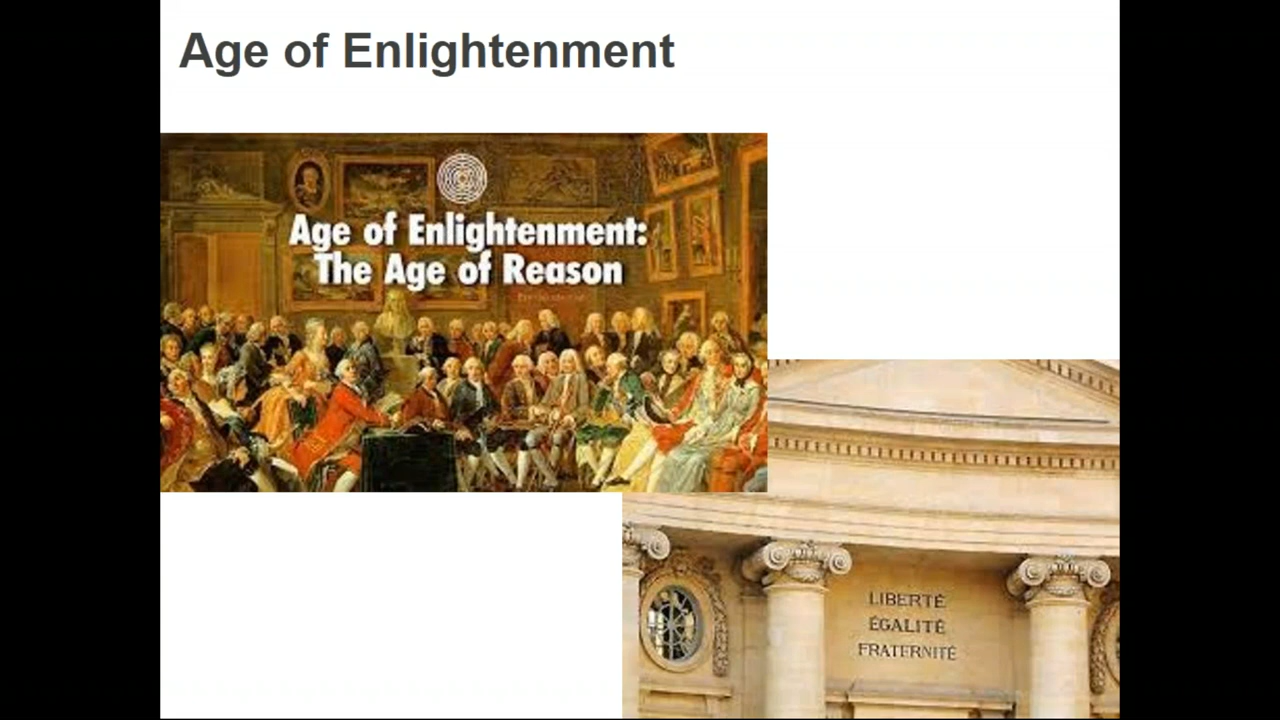 Age of Enlightenment
Age of Enlightenment:
The Age of Reason
LIBERTÉ
ÉGALITÉ
FRATERNITÉ